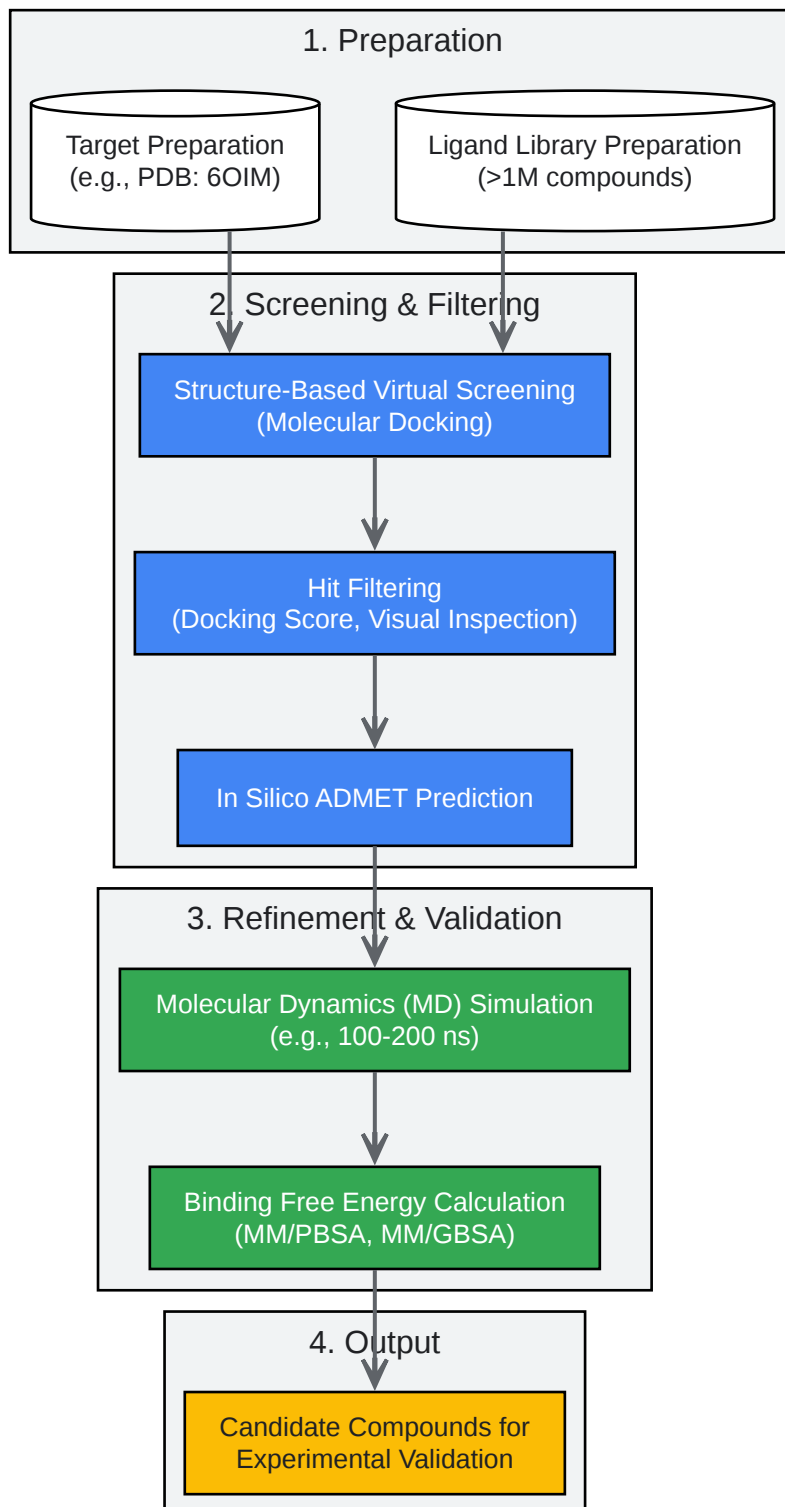 1. Preparation
Target Preparation
(e.g., PDB: 6OIM)
Ligand Library Preparation
(>1M compounds)
2. Screening & Filtering
Structure-Based Virtual Screening
(Molecular Docking)
Hit Filtering
(Docking Score, Visual Inspection)
In Silico ADMET Prediction
3. Refinement & Validation
Molecular Dynamics (MD) Simulation
(e.g., 100-200 ns)
Binding Free Energy Calculation
(MM/PBSA, MM/GBSA)
4. Output
Candidate Compounds for
Experimental Validation